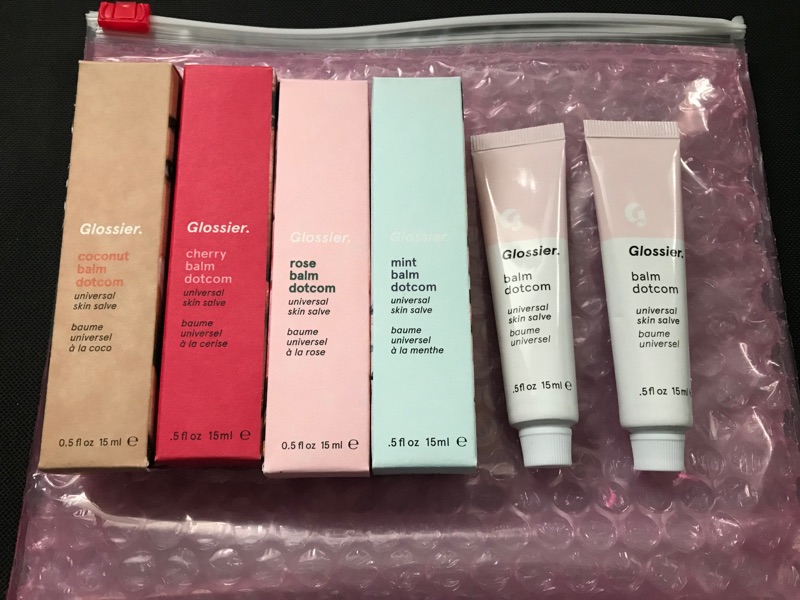 Glossier.
coconut
balm
dotcom
universal
skin salve
baume
universel
à la coco
0.5 fl oz 15 ml ℮
Glossier.
cherry
balm
dotcom
universal
skin salve
baume
universel
à la cerise
.5 fl oz 15 ml ℮
Glossier.
rose
balm
dotcom
universal
skin salve
baume
universel
à la rose
0.5 fl oz 15 ml ℮
Glossier.
mint
balm
dotcom
universal
skin salve
baume
universel
à la menthe
.5 fl oz 15 ml ℮
Glossier.
balm
dotcom
universal
skin salve
baume
universel
.5 fl oz 15 ml ℮
Glossier.
balm
dotcom
universal
skin salve
baume
universel
.5 fl oz 15 ml ℮